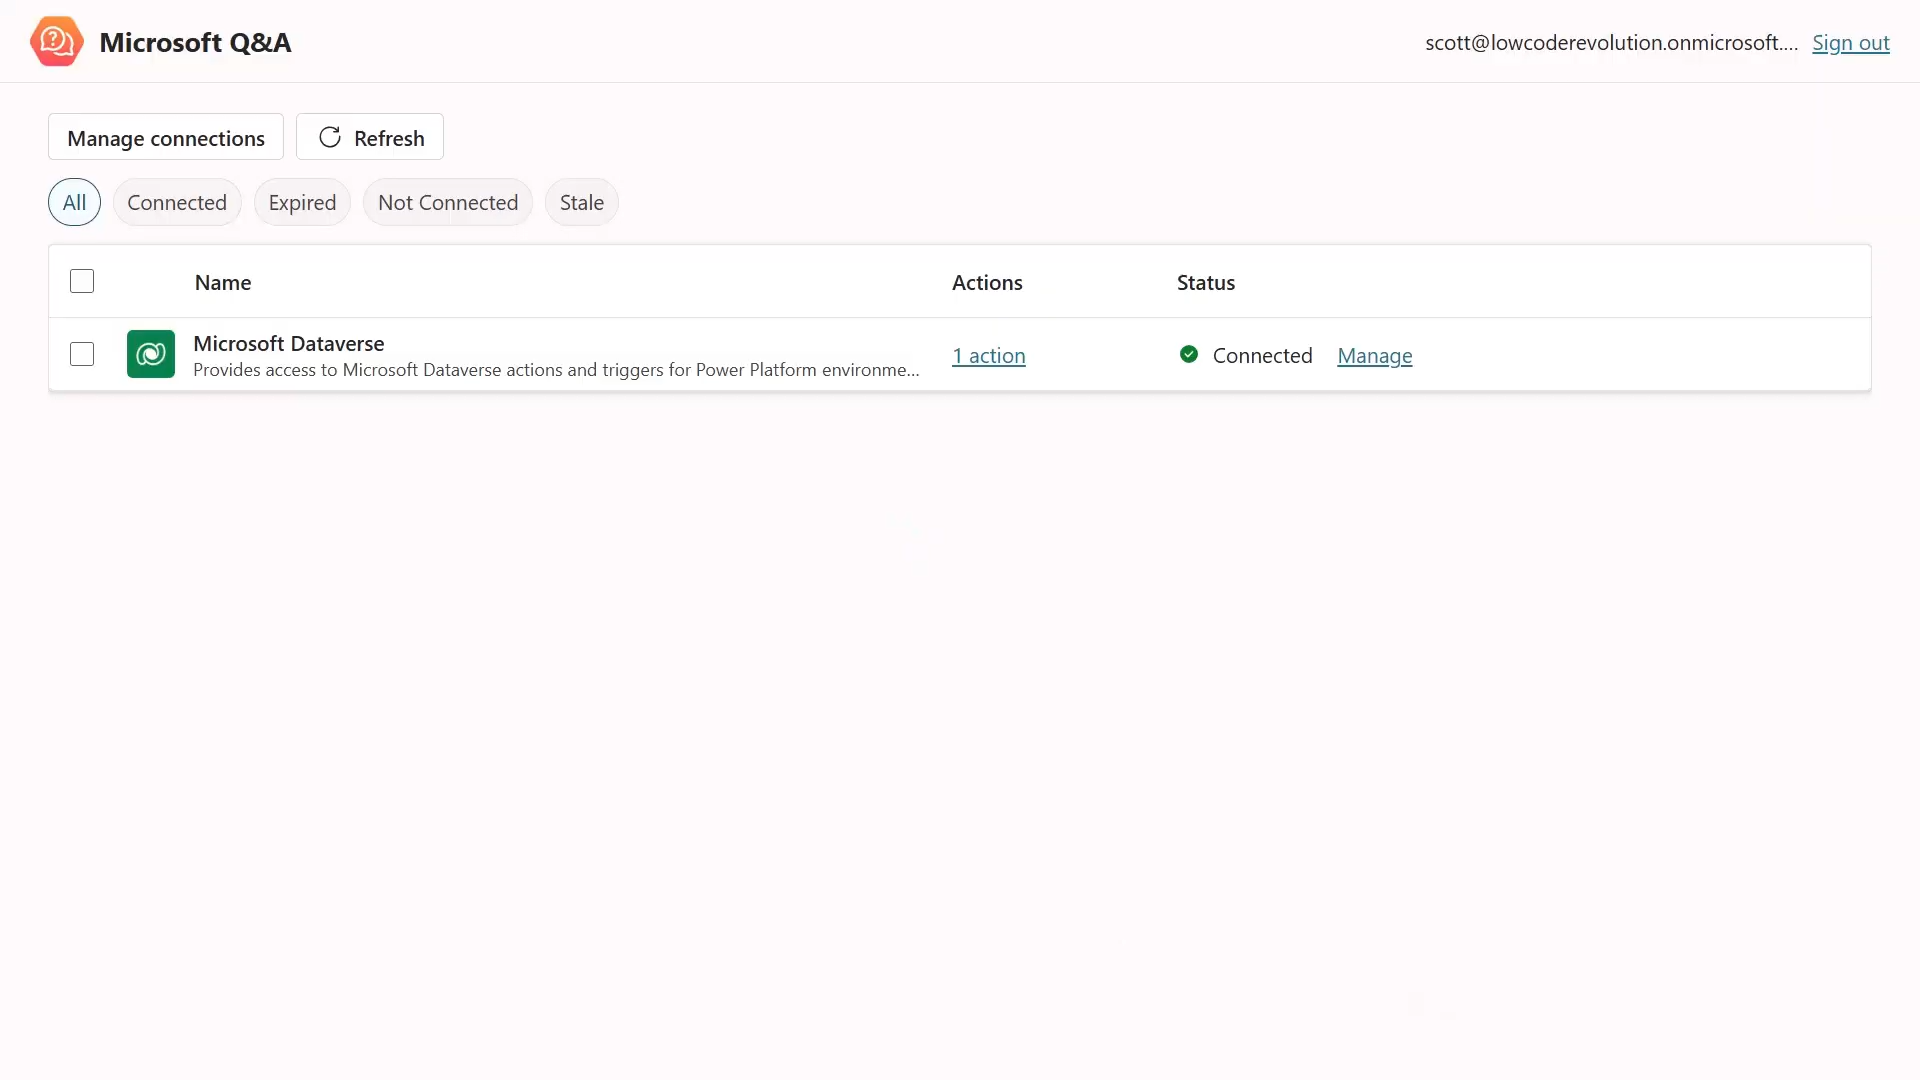 Microsoft Q&A
scott@lowcoderevolution.onmicrosoft.... Sign out
Manage connections Refresh
All Connected Expired Not Connected Stale
Name Actions Status
Microsoft Dataverse
Provides access to Microsoft Dataverse actions and triggers for Power Platform environme...
1 action Connected Manage